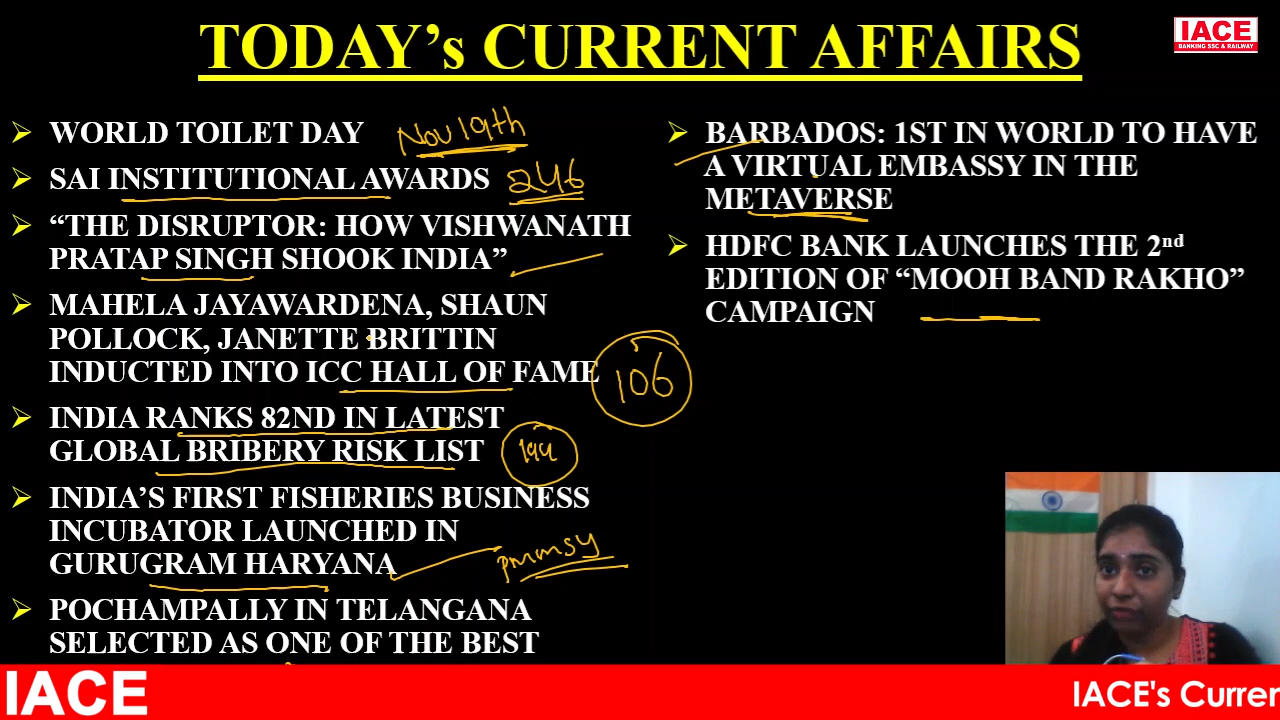 TODAY's CURRENT AFFAIRS
IACE
BANKING SSC & RAILWAY
➢ WORLD TOILET DAY Nov 19th
➢ SAI INSTITUTIONAL AWARDS 246
➢ “THE DISRUPTOR: HOW VISHWANATH
PRATAP SINGH SHOOK INDIA”
➢ MAHELA JAYAWARDENA, SHAUN
POLLOCK, JANETTE BRITTIN
INDUCTED INTO ICC HALL OF FAME 106
➢ INDIA RANKS 82ND IN LATEST
GLOBAL BRIBERY RISK LIST 194
➢ INDIA’S FIRST FISHERIES BUSINESS
INCUBATOR LAUNCHED IN
GURUGRAM HARYANA pmmsy
➢ POCHAMPALLY IN TELANGANA
SELECTED AS ONE OF THE BEST
➢ BARBADOS: 1ST IN WORLD TO HAVE
A VIRTUAL EMBASSY IN THE
METAVERSE
➢ HDFC BANK LAUNCHES THE 2nd
EDITION OF “MOOH BAND RAKHO”
CAMPAIGN
IACE
IACE's Curren